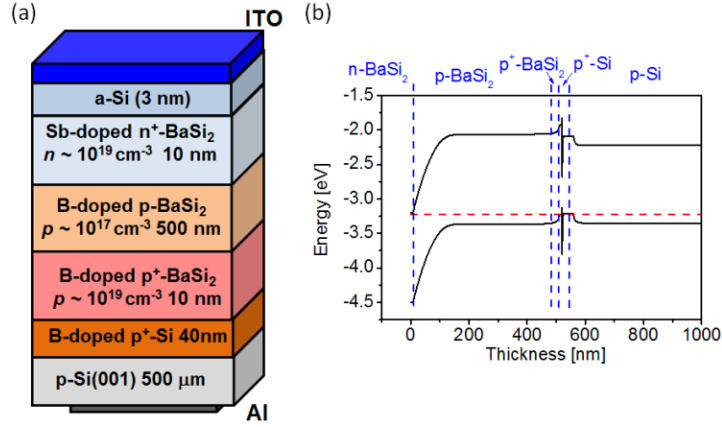 (a)
ITO
a-Si (3 nm)
Sb-doped n⁺-BaSi₂
n ~ 10¹⁹ cm⁻³ 10 nm
B-doped p-BaSi₂
p ~ 10¹⁷ cm⁻³ 500 nm
B-doped p⁺-BaSi₂
p ~ 10¹⁹ cm⁻³ 10 nm
B-doped p⁺-Si 40nm
p-Si(001) 500 μm
Al
(b)
n-BaSi₂
p-BaSi₂
p⁺-BaSi₂
p⁺-Si
p-Si
Energy [eV]
-1.5
-2.0
-2.5
-3.0
-3.5
-4.0
-4.5
0 200 400 600 800 1000
Thickness [nm]